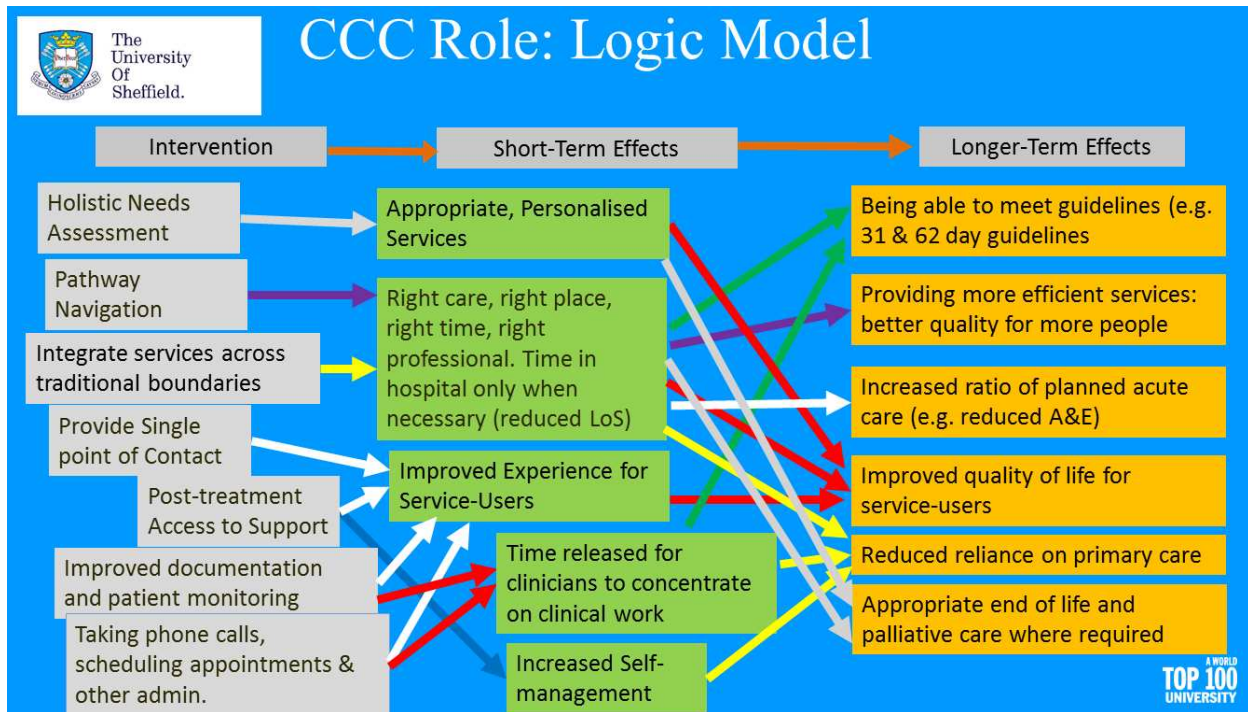 The
University
Of
Sheffield.
CCC Role: Logic Model
Intervention
Short-Term Effects
Longer-Term Effects
Holistic Needs
Assessment
Pathway
Navigation
Integrate services across
traditional boundaries
Provide Single
point of Contact
Post-treatment
Access to Support
Improved documentation
and patient monitoring
Taking phone calls,
scheduling appointments &
other admin.
Appropriate, Personalised
Services
Right care, right place,
right time, right
professional. Time in
hospital only when
necessary (reduced LoS)
Improved Experience for
Service-Users
Time released for
clinicians to concentrate
on clinical work
Increased Self-
management
Being able to meet guidelines (e.g.
31 & 62 day guidelines
Providing more efficient services:
better quality for more people
Increased ratio of planned acute
care (e.g. reduced A&E)
Improved quality of life for
service-users
Reduced reliance on primary care
Appropriate end of life and
palliative care where required
A WORLD
TOP 100
UNIVERSITY